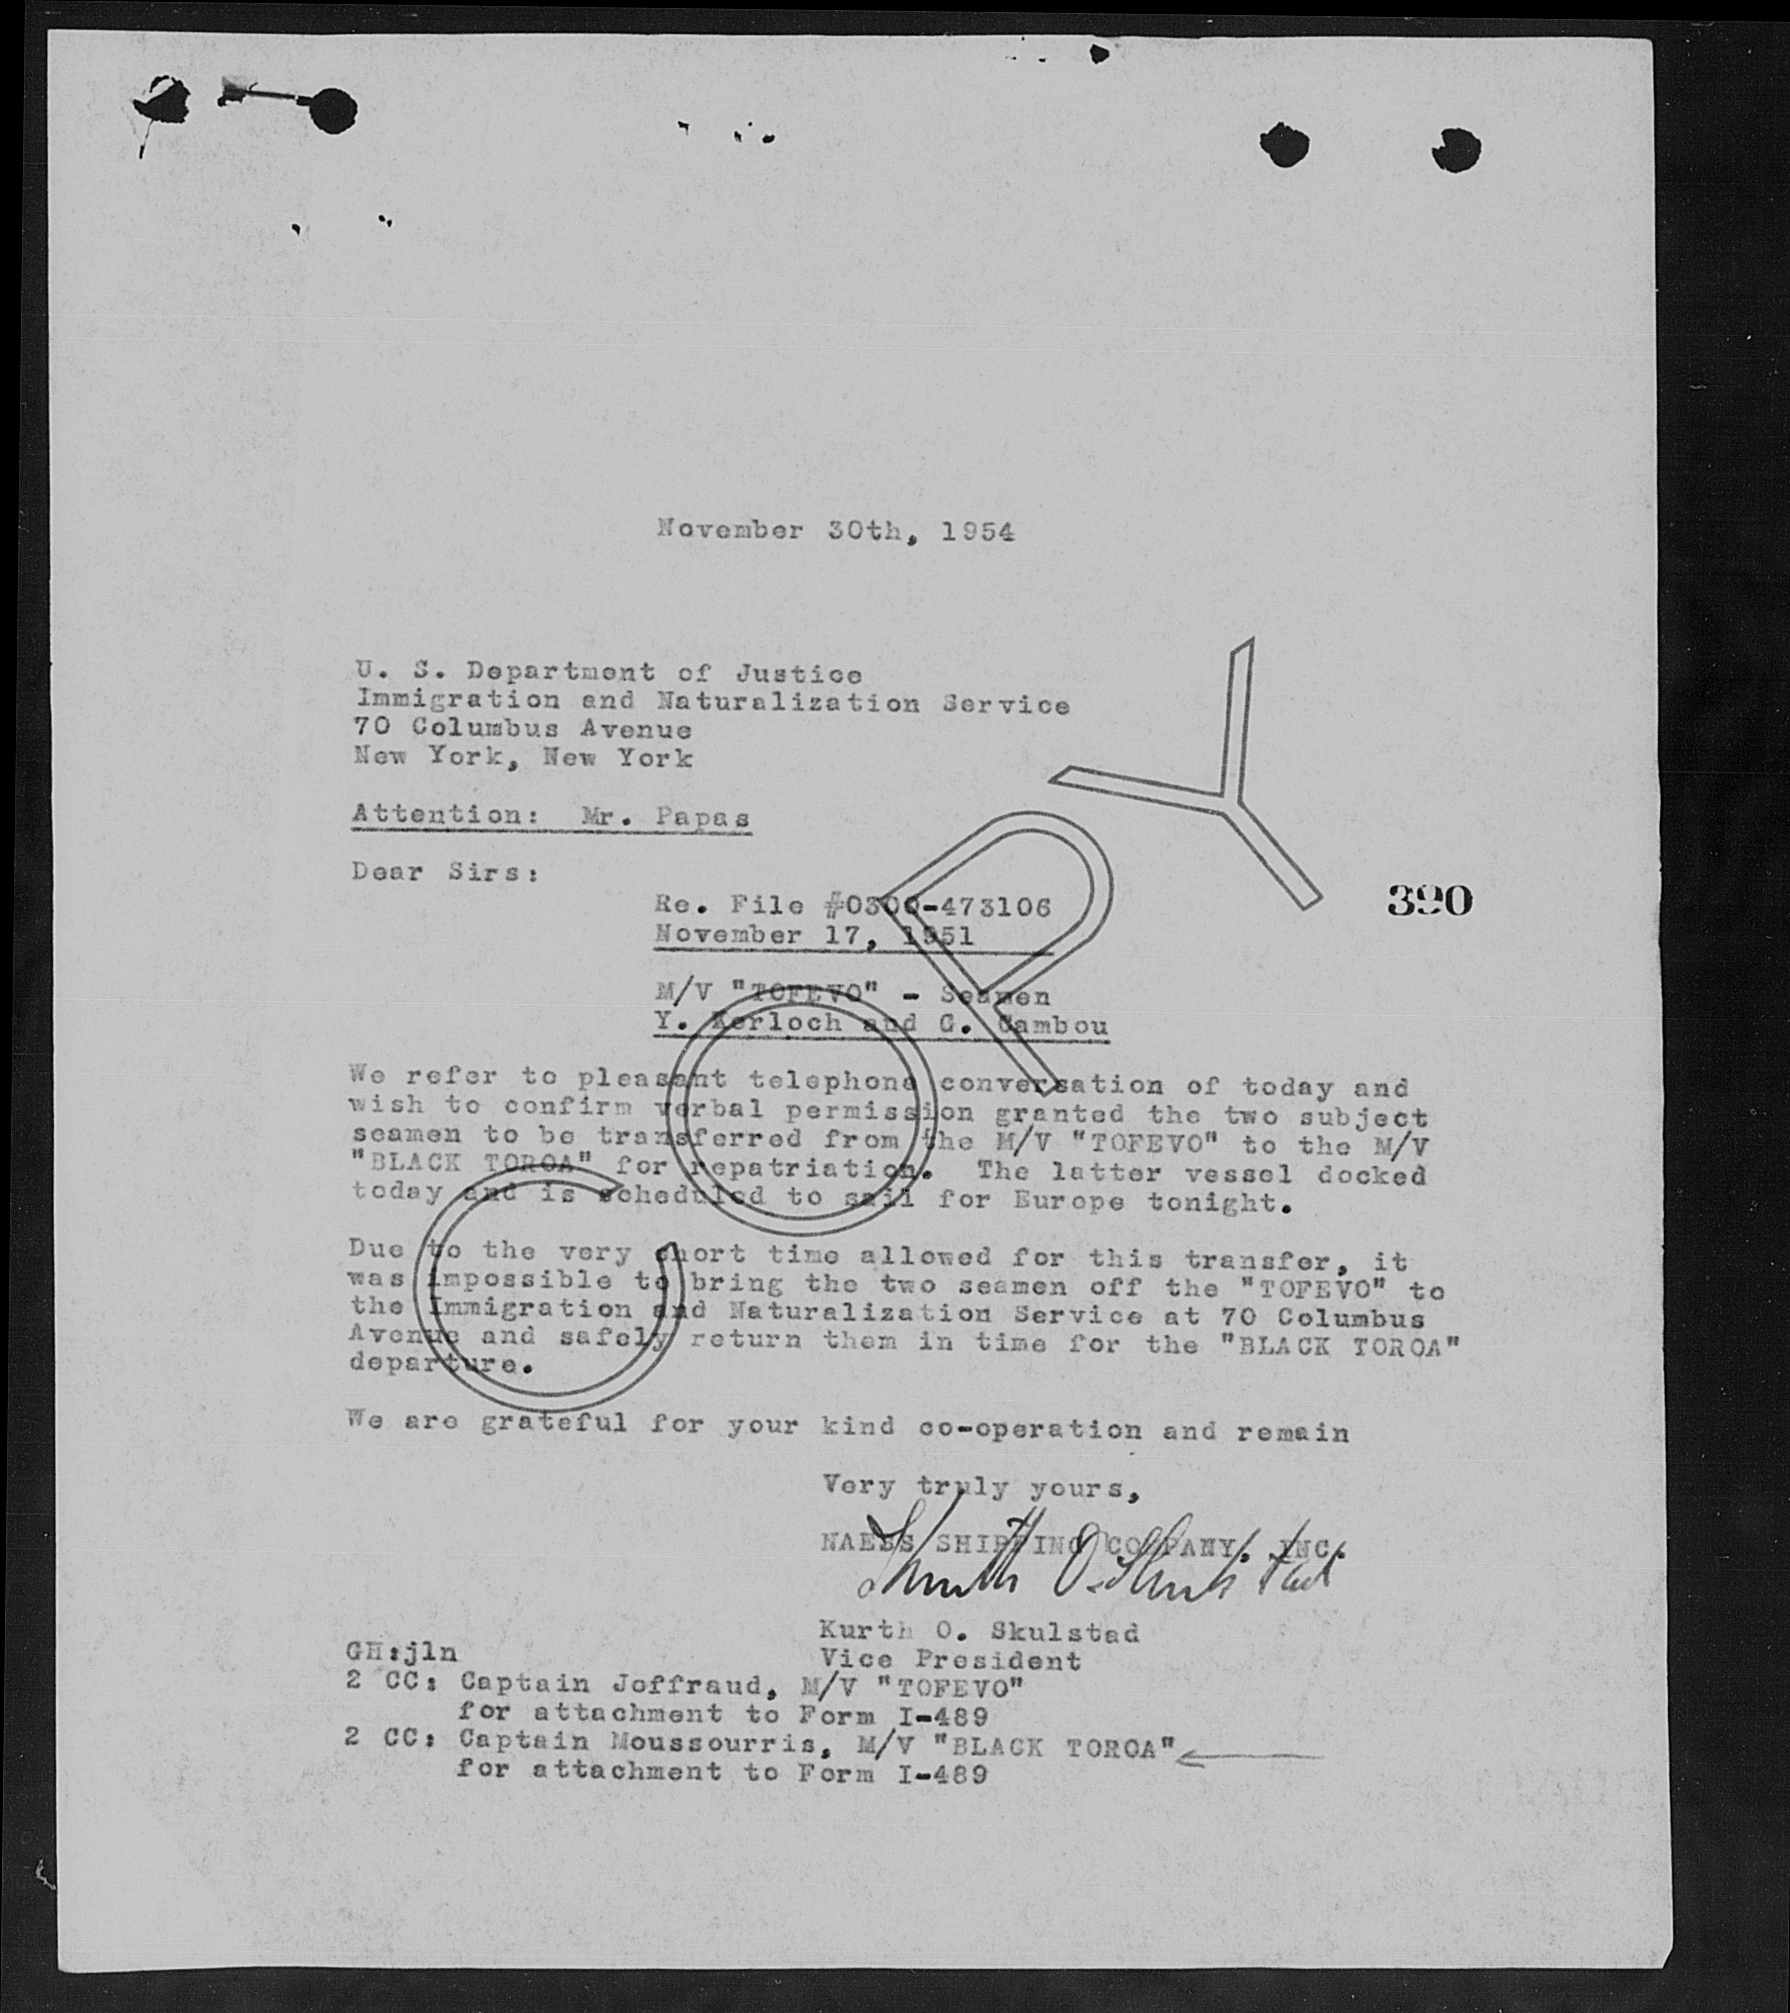 November 30th, 1954
U. S. Department of Justice
Immigration and Naturalization Service
70 Columbus Avenue
New York, New York
Attention: Mr. Papas
Dear Sirs:
Re. File #0300-473106
November 17, 1951
390
M/V "TOFEVO" - Seamen
Y. Kerloch and G. Cambou
We refer to pleasant telephone conversation of today and
wish to confirm verbal permission granted the two subject
seamen to be transferred from the M/V "TOFEVO" to the M/V
"BLACK TOROA" for repatriation. The latter vessel docked
today and is scheduled to sail for Europe tonight.
Due to the very short time allowed for this transfer, it
was impossible to bring the two seamen off the "TOFEVO" to
the Immigration and Naturalization Service at 70 Columbus
Avenue and safely return them in time for the "BLACK TOROA"
departure.
We are grateful for your kind co-operation and remain
Very truly yours,
NAESS SHIPPING COMPANY, INC.
Kurth O. Skulstad
Kurth O. Skulstad
Vice President
GH:jln
2 CC: Captain Joffraud, M/V "TOFEVO"
for attachment to Form I-489
2 CC: Captain Moussourris, M/V "BLACK TOROA"
for attachment to Form I-489
COPY